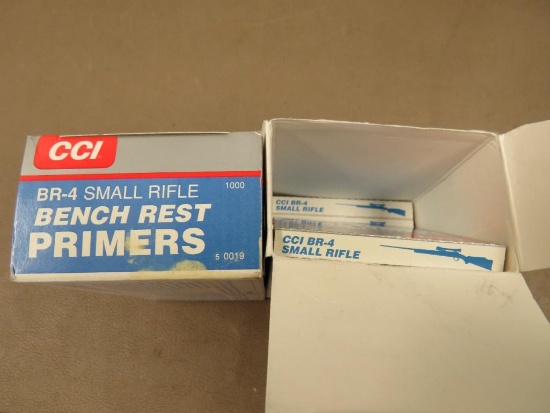 CCI
BR-4 SMALL RIFLE 1000
BENCH REST
PRIMERS
5 0019
CCI BR-4
SMALL RIFLE
CCI BR-4
SMALL RIFLE